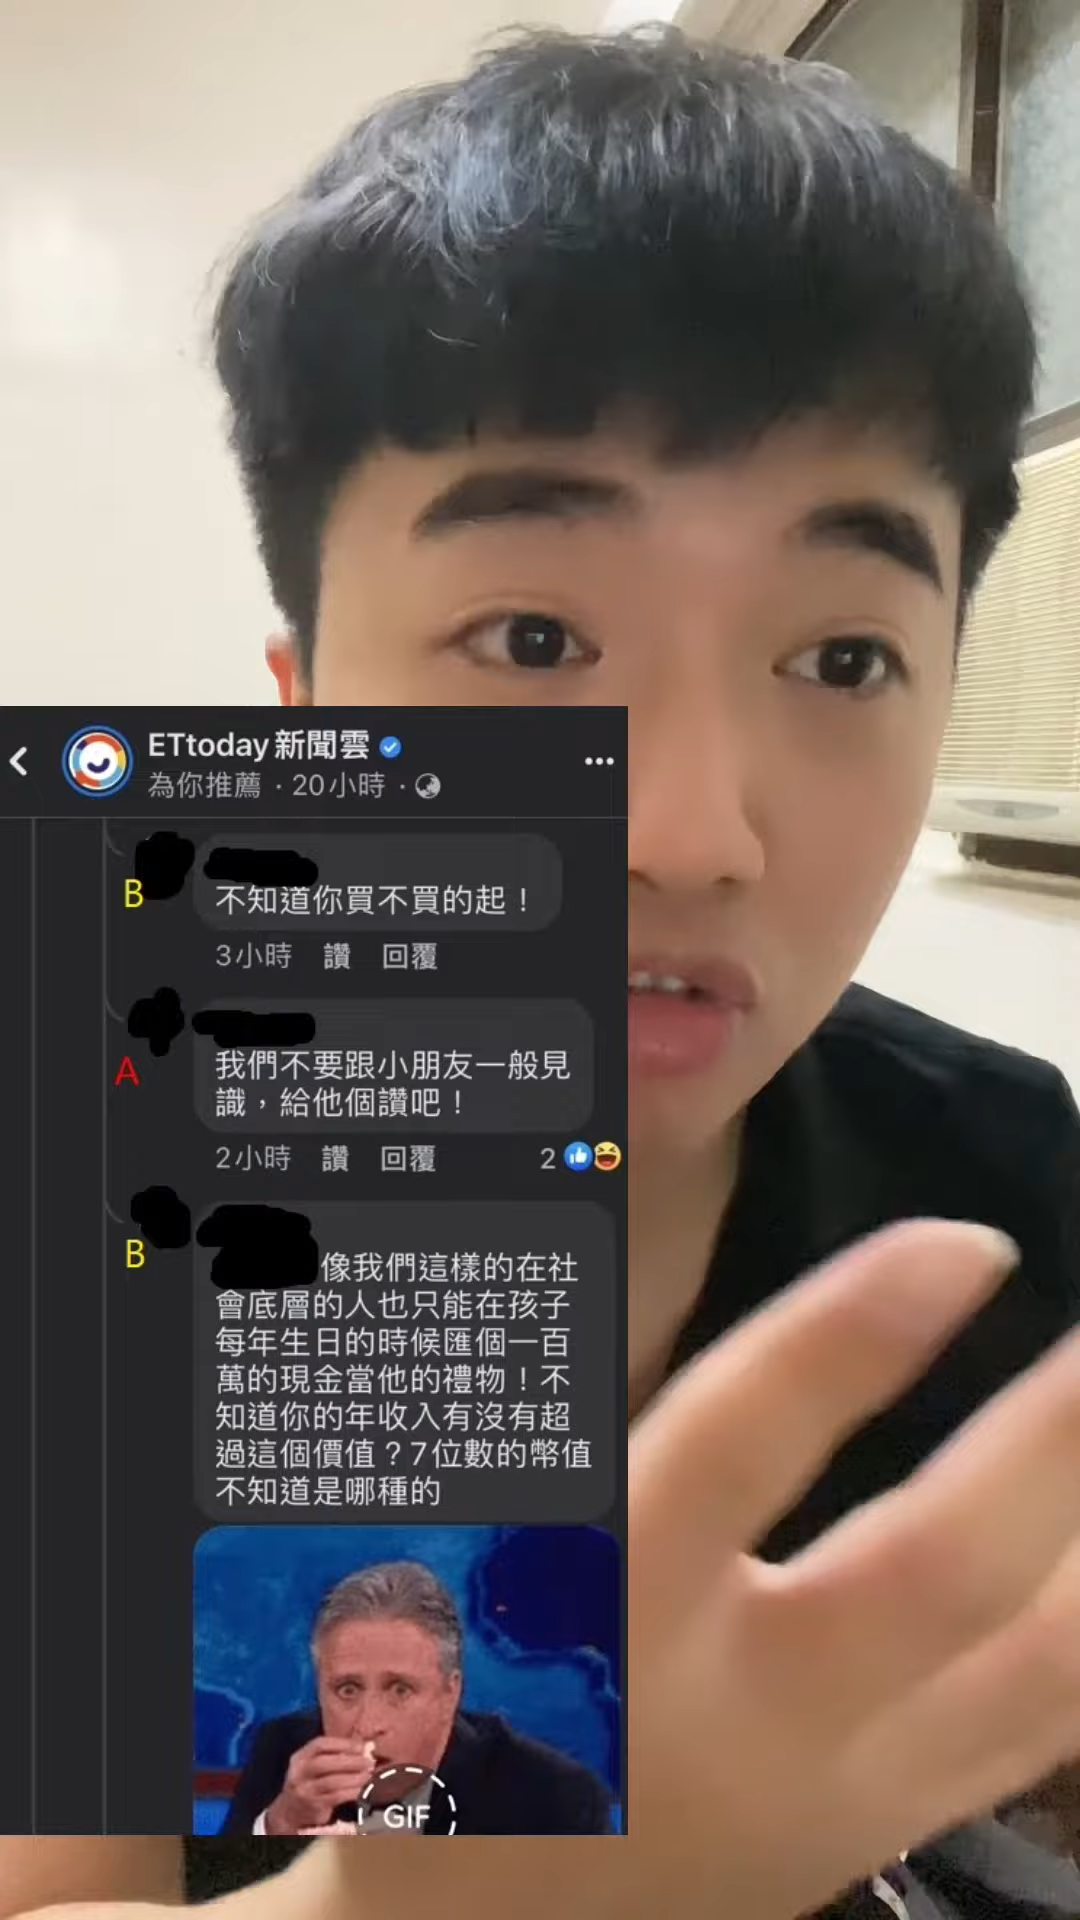 ETtoday新聞雲
為你推薦 · 20小時 ·
B
不知道你買不買的起！
3小時 讚 回覆
A
我們不要跟小朋友一般見
識，給他個讚吧！
2小時 讚 回覆 2
B
像我們這樣的在社
會底層的人也只能在孩子
每年生日的時候匯個一百
萬的現金當他的禮物！不
知道你的年收入有沒有超
過這個價值？7位數的幣值
不知道是哪種的
GIF